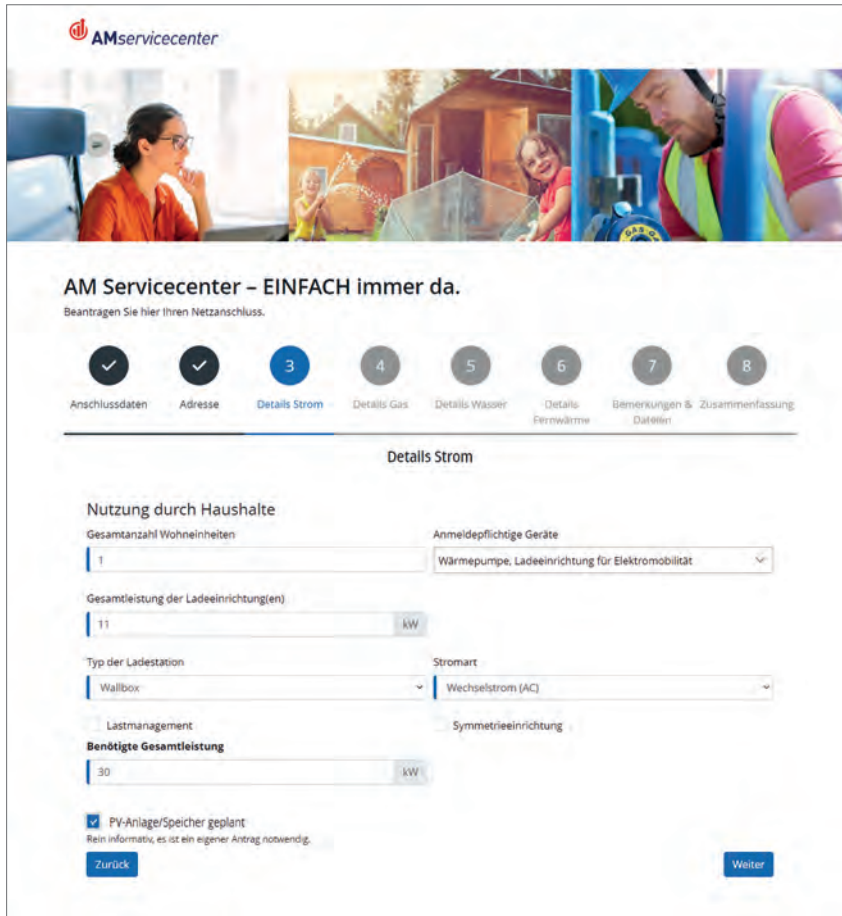 AMservicecenter
GAS GA
AM Servicecenter – EINFACH immer da.
Beantragen Sie hier Ihren Netzanschluss.
3 4 5 6 7 8
Anschlussdaten Adresse Details Strom Details Gas Details Wasser Details Fernwärme Bemerkungen & Dateien Zusammenfassung
Details Strom
Nutzung durch Haushalte
Gesamtanzahl Wohneinheiten
Anmeldepflichtige Geräte
1
Wärmepumpe, Ladeeinrichtung für Elektromobilität
Gesamtleistung der Ladeeinrichtung(en)
11 kW
Typ der Ladestation
Stromart
Wallbox
Wechselstrom (AC)
Lastmanagement
Symmetrieeinrichtung
Benötigte Gesamtleistung
30 kW
PV-Anlage/Speicher geplant
Rein informativ, es ist ein eigener Antrag notwendig.
Zurück
Weiter